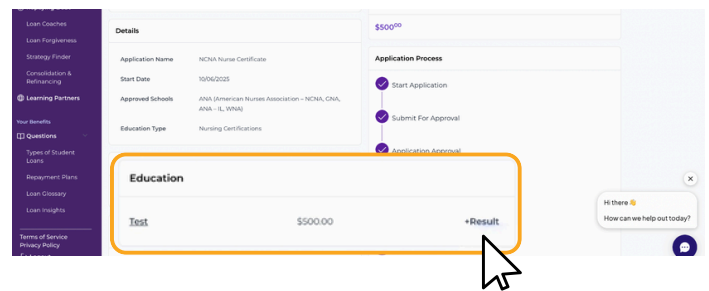 Loan Coaches
Loan Forgiveness
Strategy Finder
Consolidation &
Refinancing
Learning Partners
Your Benefits
Questions
Types of Student
Loans
Repayment Plans
Loan Glossary
Loan Insights
Terms of Service
Privacy Policy
Details
Application Name NCNA Nurse Certificate
Start Date 10/06/2025
Approved Schools ANA (American Nurses Association – NCNA, GNA,
ANA – IL, WNA)
Education Type Nursing Certifications
Education
Test $500.00 +Result
$500⁰⁰
Application Process
Start Application
Submit For Approval
Application Approval
Hi there 👋
How can we help out today?